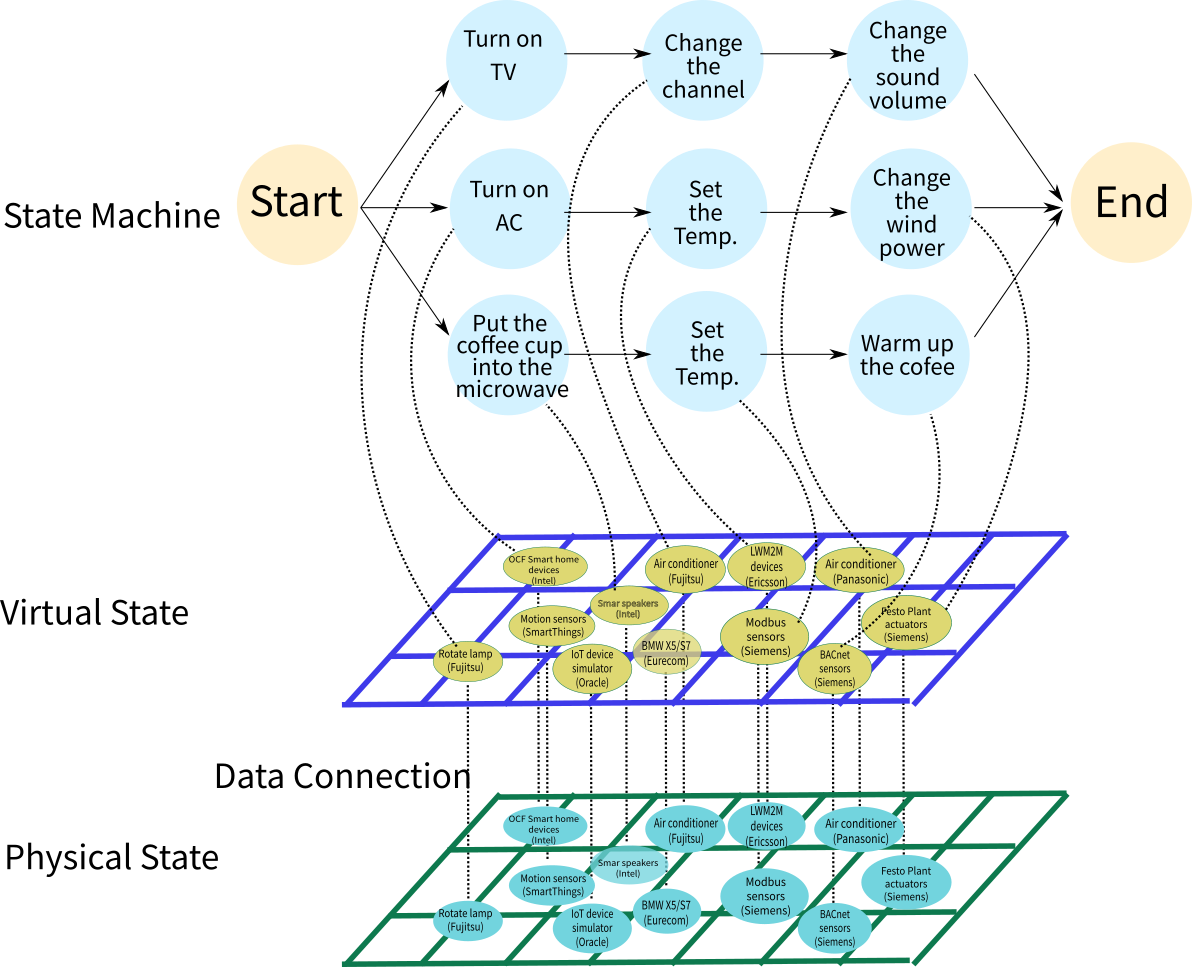 Turn on
TV
Change
the
channel
Change
the
sound
volume
State Machine
Start
Turn on
AC
Set
the
Temp.
Change
the
wind
power
End
Put the
coffee cup
into the
microwave
Set
the
Temp.
Warm up
the cofee
Virtual State
OCF Smart home
devices
(Intel)
Air conditioner
(Fujitsu)
LWM2M
devices
(Ericsson)
Air conditioner
(Panasonic)
Smar speakers
(Intel)
Motion sensors
(SmartThings)
Modbus
sensors
(Siemens)
Festo Plant
actuators
(Siemens)
Rotate lamp
(Fujitsu)
IoT device
simulator
(Oracle)
BMW X5/S7
(Eurecom)
BACnet
sensors
(Siemens)
Data Connection
Physical State
OCF Smart home
devices
(Intel)
Air conditioner
(Fujitsu)
LWM2M
devices
(Ericsson)
Air conditioner
(Panasonic)
Smar speakers
(Intel)
Motion sensors
(SmartThings)
Modbus
sensors
(Siemens)
Festo Plant
actuators
(Siemens)
Rotate lamp
(Fujitsu)
IoT device
simulator
(Oracle)
BMW X5/S7
(Eurecom)
BACnet
sensors
(Siemens)